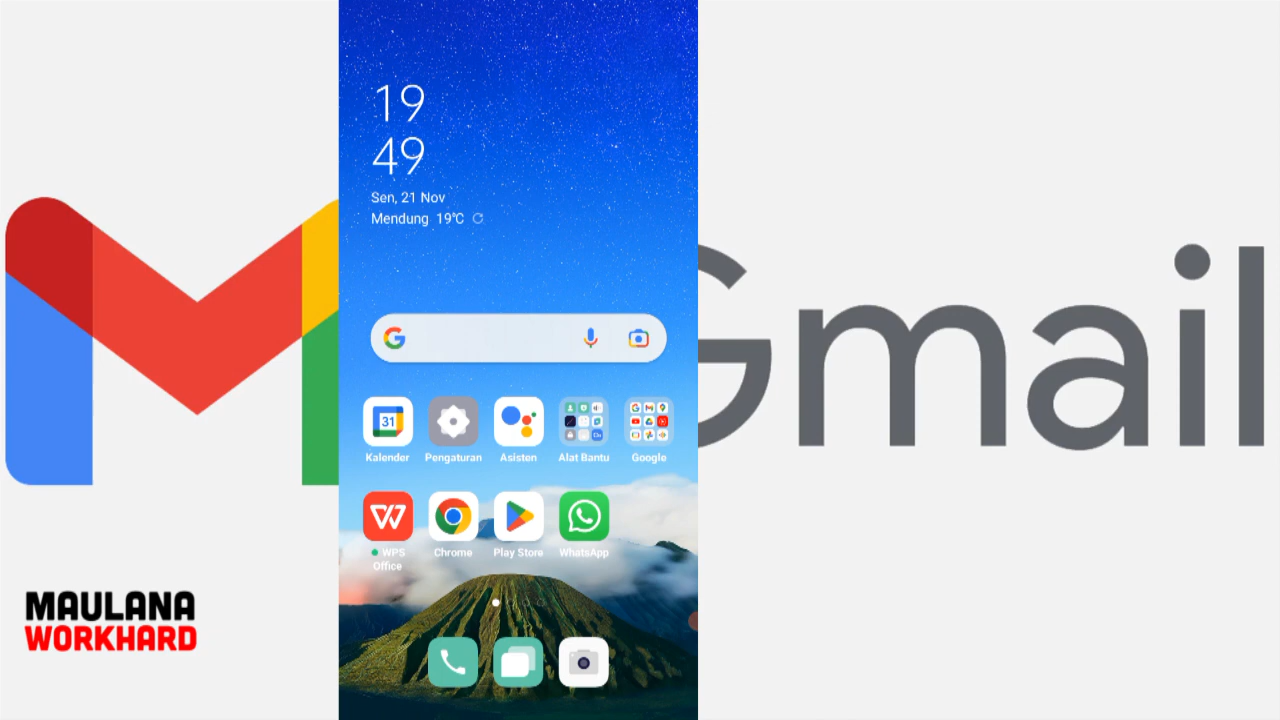 19
49
Sen, 21 Nov
Mendung 19°C
31
Kalender
Pengaturan
Asisten
Alat Bantu
Google
WPS
Office
Chrome
Play Store
WhatsApp
Gmail
MAULANA
WORKHARD